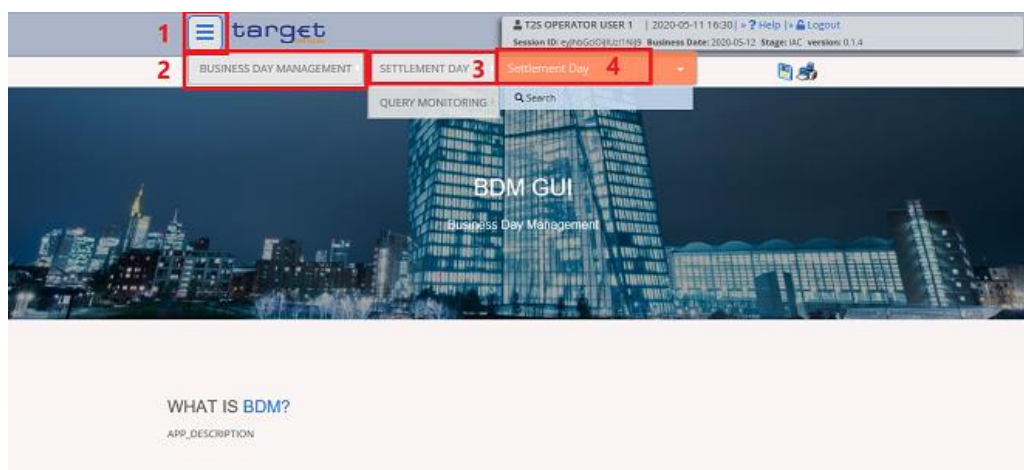 1
target
T2S OPERATOR USER 1 | 2020-05-11 16:30 | » ? Help | » Logout
Session ID: Business Date: 2020-05-12 Stage: IAC version: 0.1.4
2 BUSINESS DAY MANAGEMENT SETTLEMENT DAY 3 Settlement Day 4
QUERY MONITORING Search
BDM GUI
Business Day Management
WHAT IS BDM?
APP_DESCRIPTION